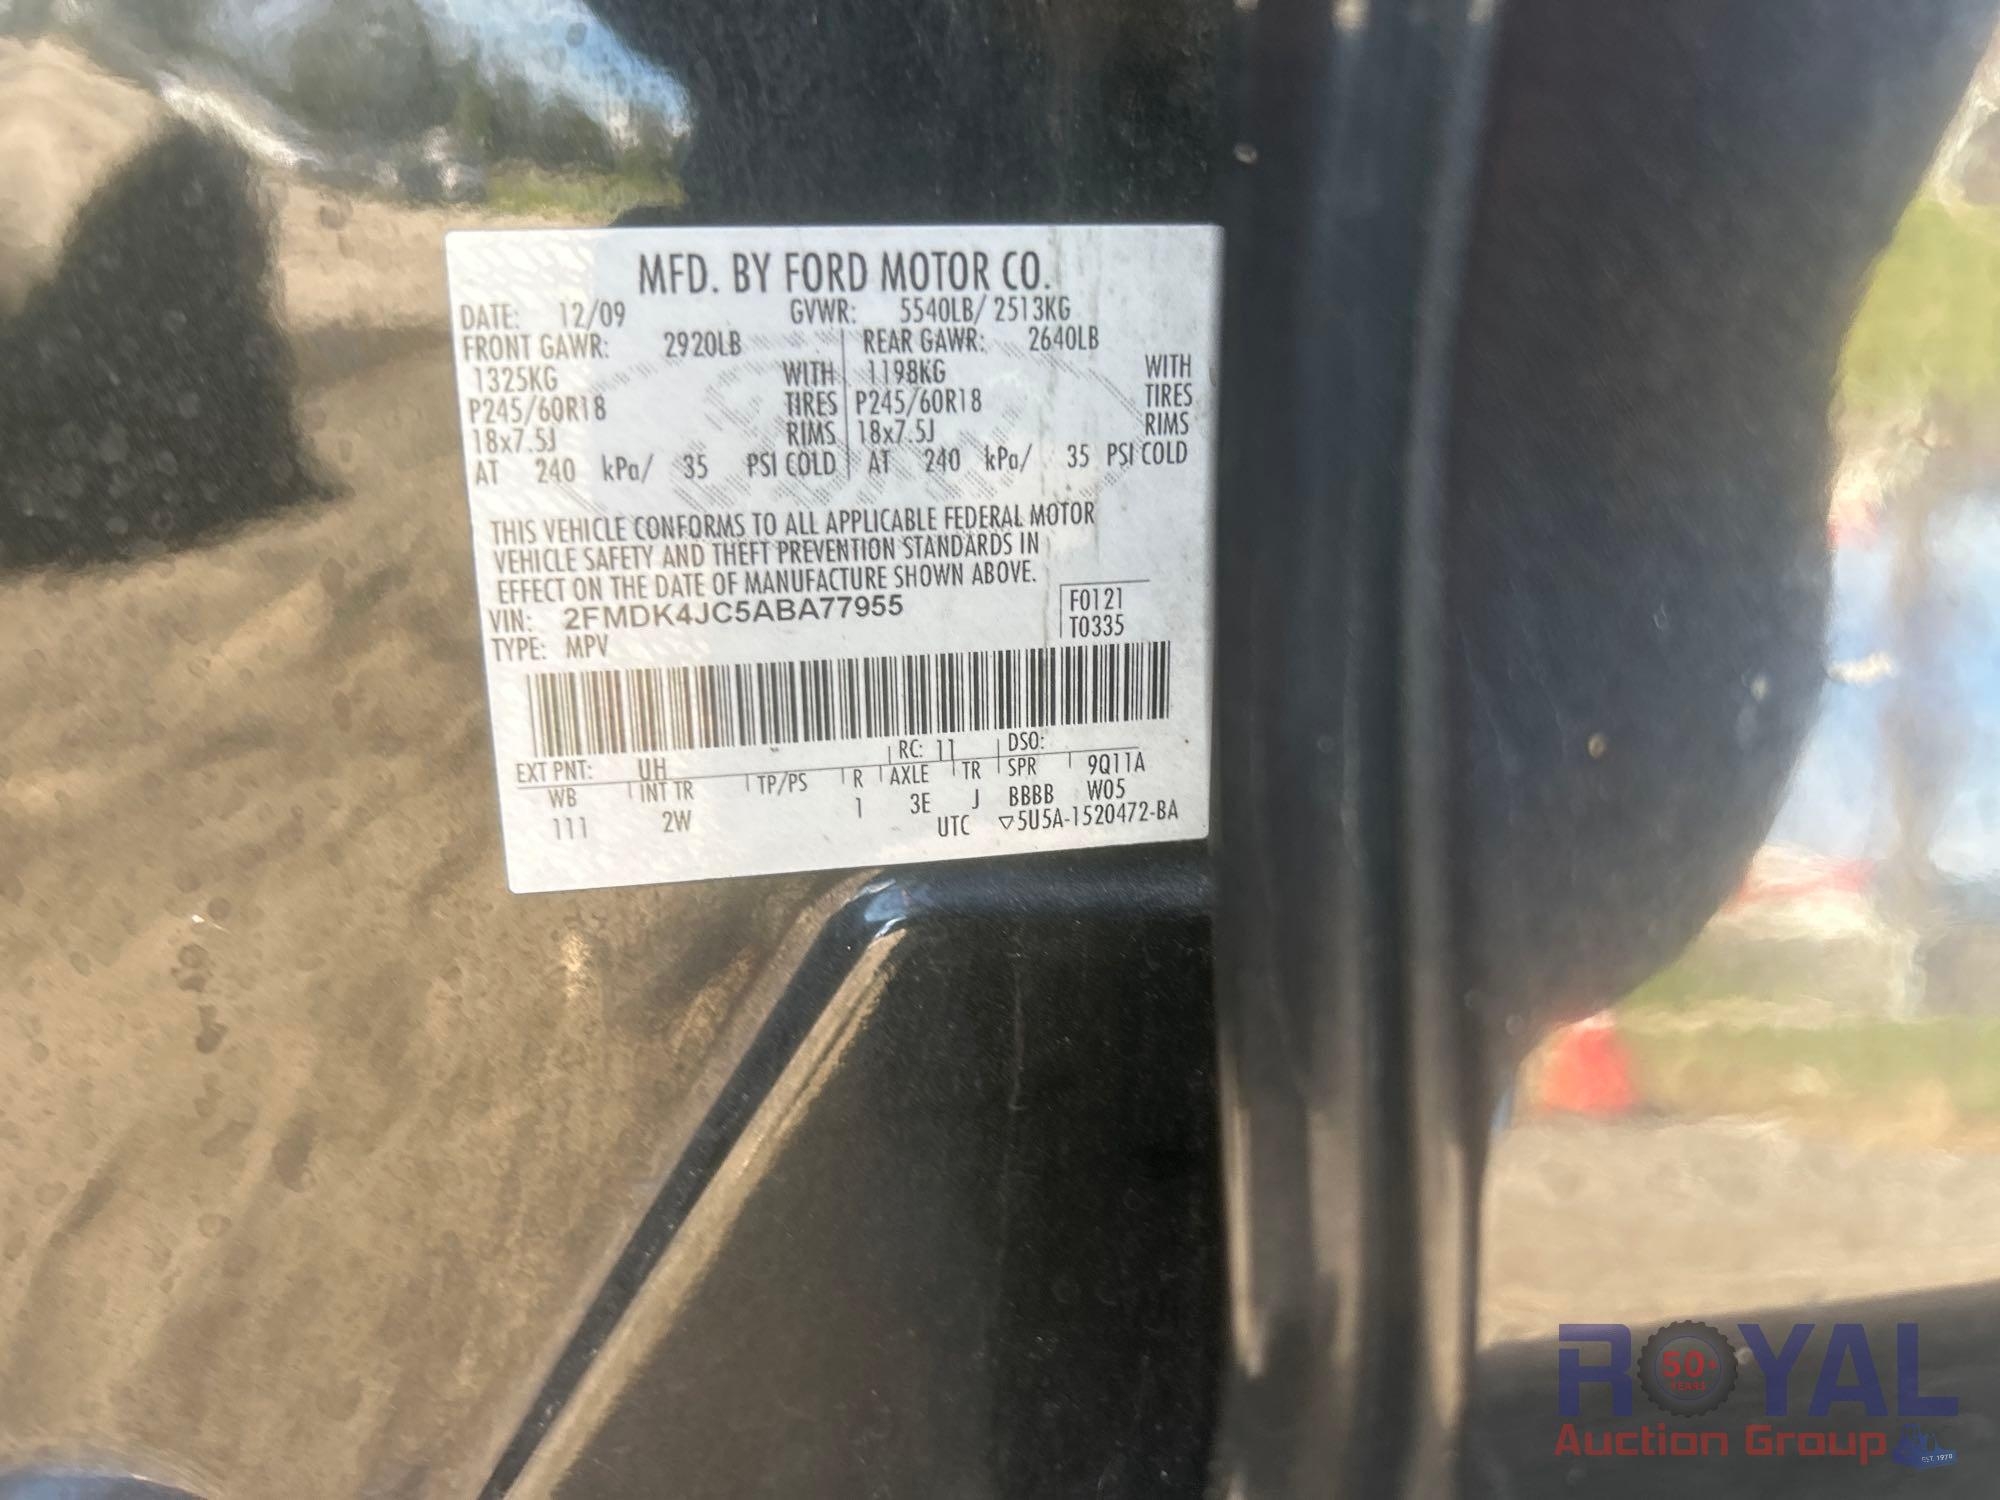 MFD. BY FORD MOTOR CO.
DATE: 12/09 GVWR: 5540LB/ 2513KG
FRONT GAWR: 2920LB REAR GAWR: 2640LB
1325KG WITH 1198KG WITH
P245/60R18 TIRES P245/60R18 TIRES
18x7.5J RIMS 18x7.5J RIMS
AT 240 kPa/ 35 PSI COLD AT 240 kPa/ 35 PSI COLD
THIS VEHICLE CONFORMS TO ALL APPLICABLE FEDERAL MOTOR
VEHICLE SAFETY AND THEFT PREVENTION STANDARDS IN
EFFECT ON THE DATE OF MANUFACTURE SHOWN ABOVE.
VIN: 2FMDK4JC5ABA77955 F0121
TYPE: MPV T0335
EXT PNT: UH RC: 11 DSO:
WB INT TR TP/PS R AXLE TR SPR 9Q11A
111 2W 1 3E J BBBB W05
UTC ▽5U5A-1520472-BA
ROYAL
50+
YEARS
Auction Group
EST. 1970